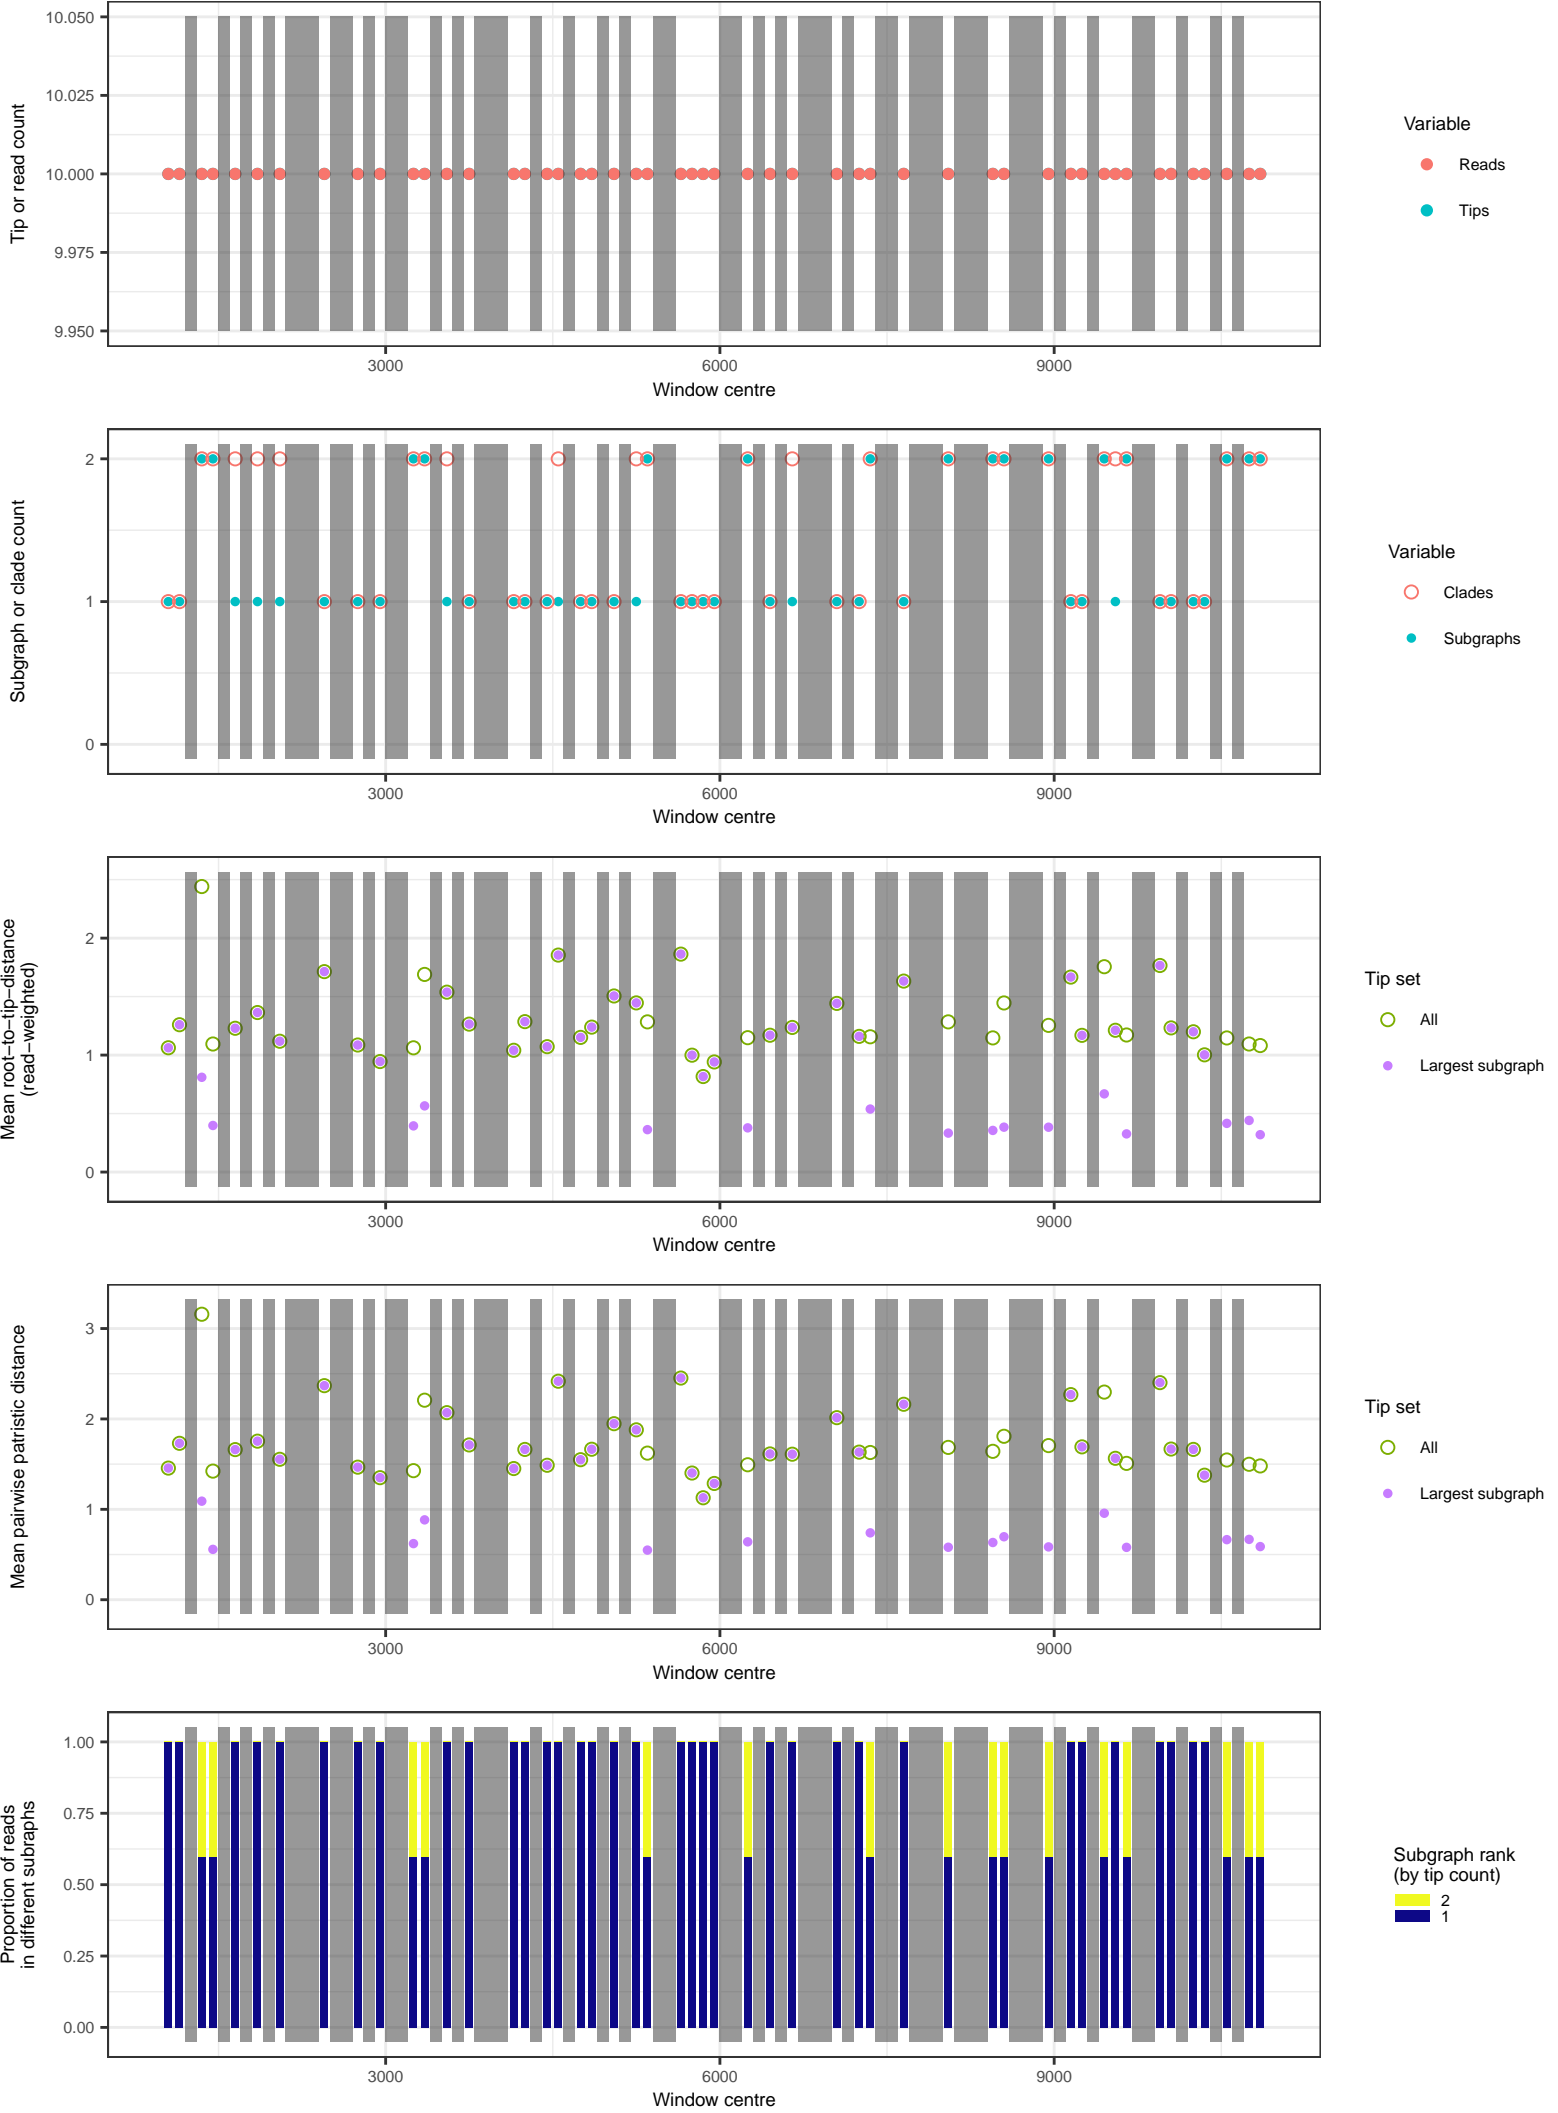 10.050
10.025
10.000
9.975
9.950
Tip or read count
3000
6000
9000
Window centre
Variable
Reads
Tips
2
1
0
Subgraph or clade count
3000
6000
9000
Window centre
Variable
Clades
Subgraphs
2
1
0
Mean root−to−tip−distance
(read−weighted)
3000
6000
9000
Window centre
Tip set
All
Largest subgraph
3
2
1
0
Mean pairwise patristic distance
3000
6000
9000
Window centre
Tip set
All
Largest subgraph
1.00
0.75
0.50
0.25
0.00
Proportion of reads
in different subraphs
3000
6000
9000
Window centre
Subgraph rank
(by tip count)
2
1